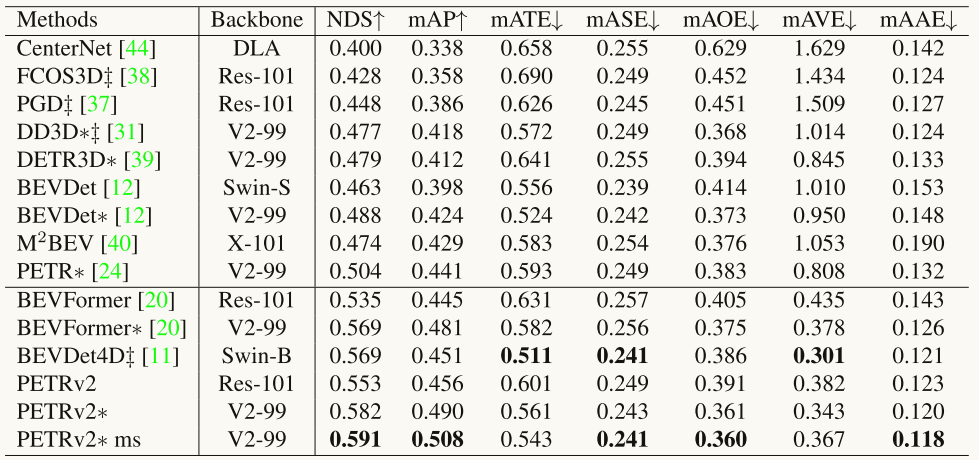 Methods Backbone NDS↑ mAP↑ mATE↓ mASE↓ mAOE↓ mAVE↓ mAAE↓
CenterNet [44] DLA 0.400 0.338 0.658 0.255 0.629 1.629 0.142
FCOS3D‡ [38] Res-101 0.428 0.358 0.690 0.249 0.452 1.434 0.124
PGD‡ [37] Res-101 0.448 0.386 0.626 0.245 0.451 1.509 0.127
DD3D∗‡ [31] V2-99 0.477 0.418 0.572 0.249 0.368 1.014 0.124
DETR3D∗ [39] V2-99 0.479 0.412 0.641 0.255 0.394 0.845 0.133
BEVDet [12] Swin-S 0.463 0.398 0.556 0.239 0.414 1.010 0.153
BEVDet∗ [12] V2-99 0.488 0.424 0.524 0.242 0.373 0.950 0.148
M²BEV [40] X-101 0.474 0.429 0.583 0.254 0.376 1.053 0.190
PETR∗ [24] V2-99 0.504 0.441 0.593 0.249 0.383 0.808 0.132
BEVFormer [20] Res-101 0.535 0.445 0.631 0.257 0.405 0.435 0.143
BEVFormer∗ [20] V2-99 0.569 0.481 0.582 0.256 0.375 0.378 0.126
BEVDet4D‡ [11] Swin-B 0.569 0.451 0.511 0.241 0.386 0.301 0.121
PETRv2 Res-101 0.553 0.456 0.601 0.249 0.391 0.382 0.123
PETRv2∗ V2-99 0.582 0.490 0.561 0.243 0.361 0.343 0.120
PETRv2∗ ms V2-99 0.591 0.508 0.543 0.241 0.360 0.367 0.118